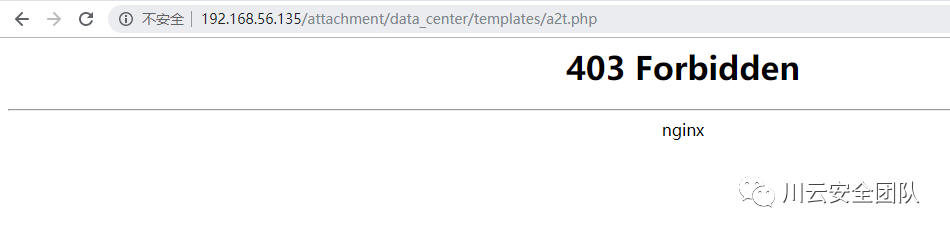 不安全 192.168.56.135/attachment/data_center/templates/a2t.php
403 Forbidden
nginx
川云安全团队